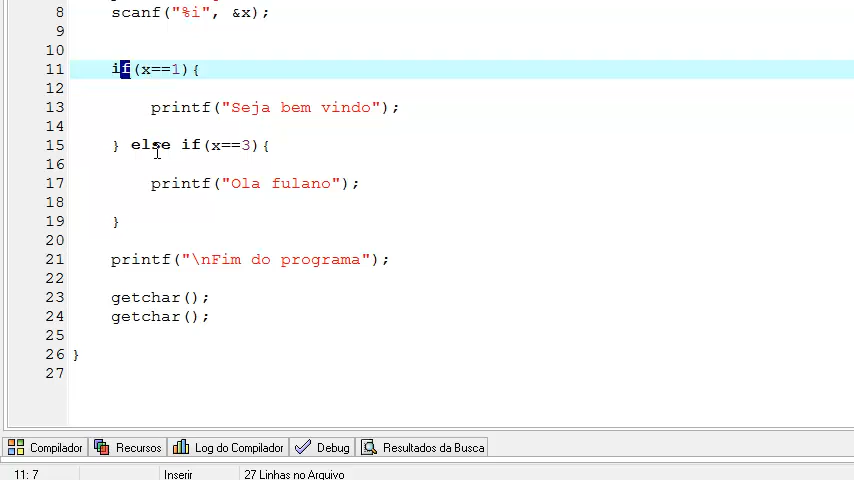 8 scanf("%i", &x);
9
10
11 if(x==1){
12
13 printf("Seja bem vindo");
14
15 } else if(x==3){
16
17 printf("Ola fulano");
18
19 }
20
21 printf("\nFim do programa");
22
23 getchar();
24 getchar();
25
26 }
27
Compilador Recursos Log do Compilador Debug Resultados da Busca
11: 7 Inserir 27 Linhas no Arquivo